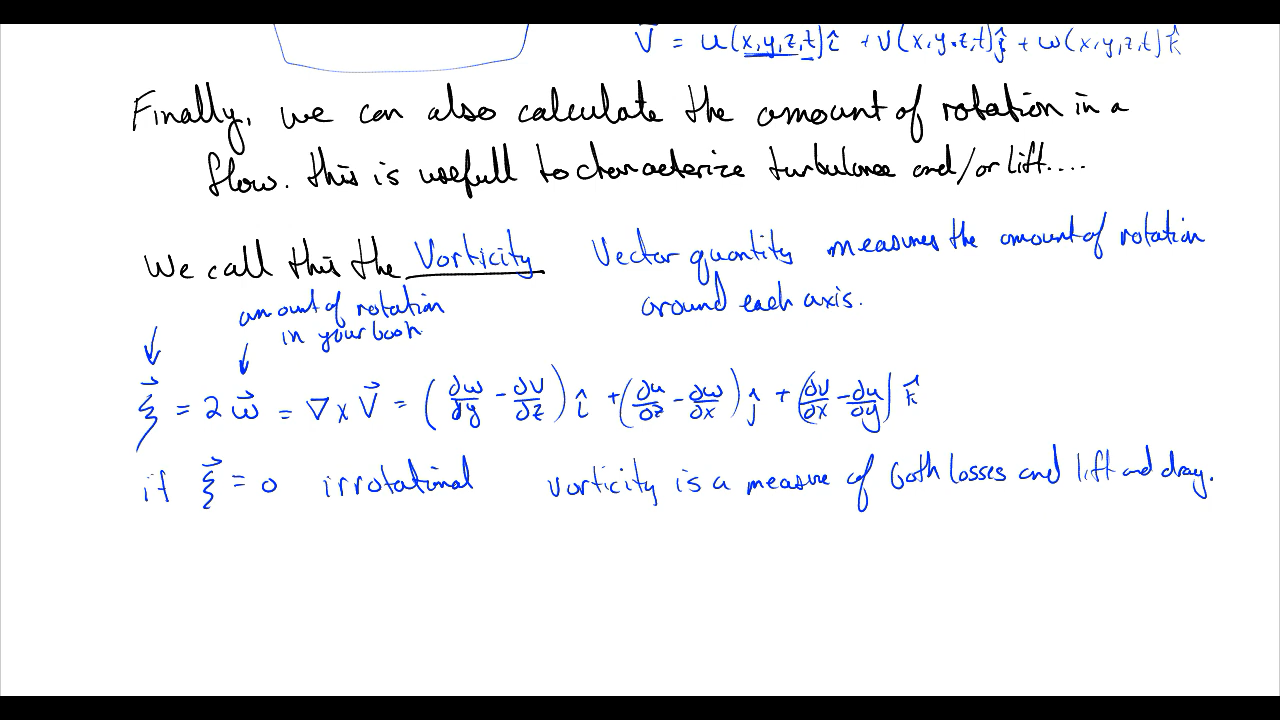 V⃗ = u(x,y,z,t)î + v(x,y,z,t)ĵ + w(x,y,z,t)k̂
Finally, we can also calculate the amount of rotation in a
flow. this is usefull to characterize turbulance and/or lift....
We call this the Vorticity Vector quantity measures the amount of rotation
around each axis.
amount of rotation
in your book
ξ⃗ = 2ω⃗ = ∇ x V⃗ = (∂w/∂y - ∂v/∂z) î + (∂u/∂z - ∂w/∂x) ĵ + (∂v/∂x - ∂u/∂y) k̂
if ξ⃗ = 0 irrotational vorticity is a measure of both losses and lift and drag.